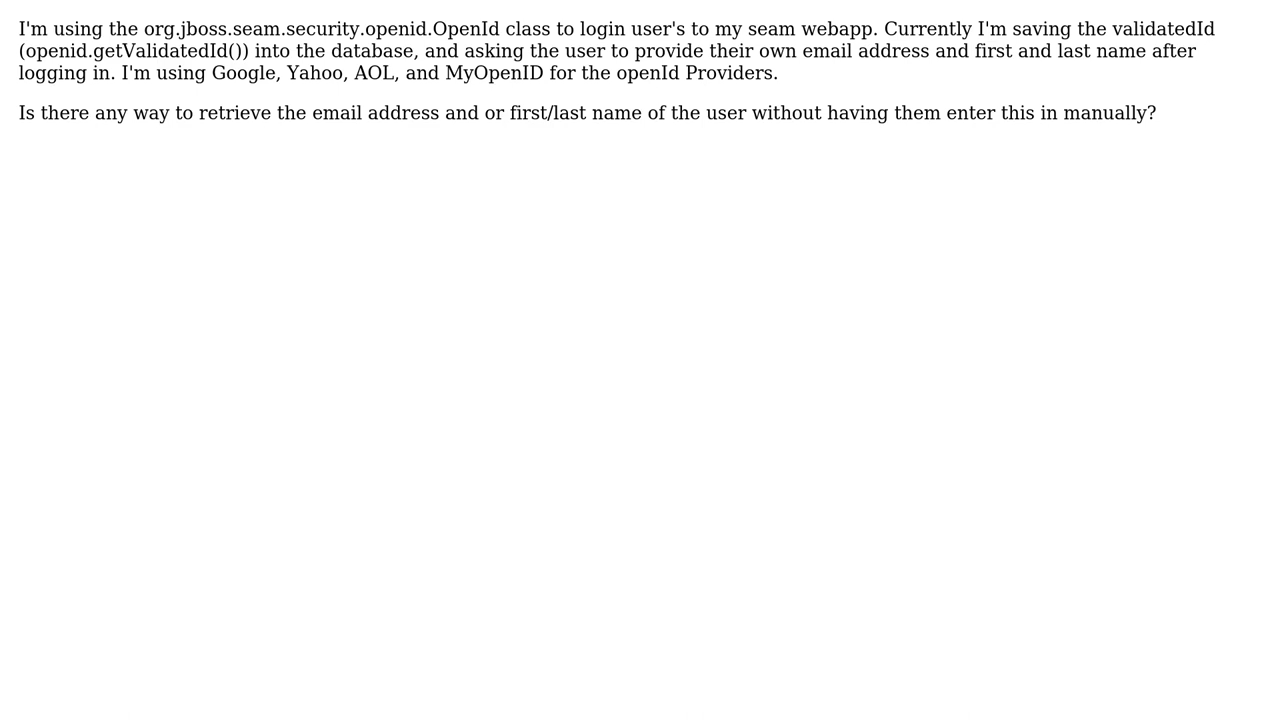 I'm using the org.jboss.seam.security.openid.OpenId class to login user's to my seam webapp. Currently I'm saving the validatedId
(openid.getValidatedId()) into the database, and asking the user to provide their own email address and first and last name after
logging in. I'm using Google, Yahoo, AOL, and MyOpenID for the openId Providers.
Is there any way to retrieve the email address and or first/last name of the user without having them enter this in manually?